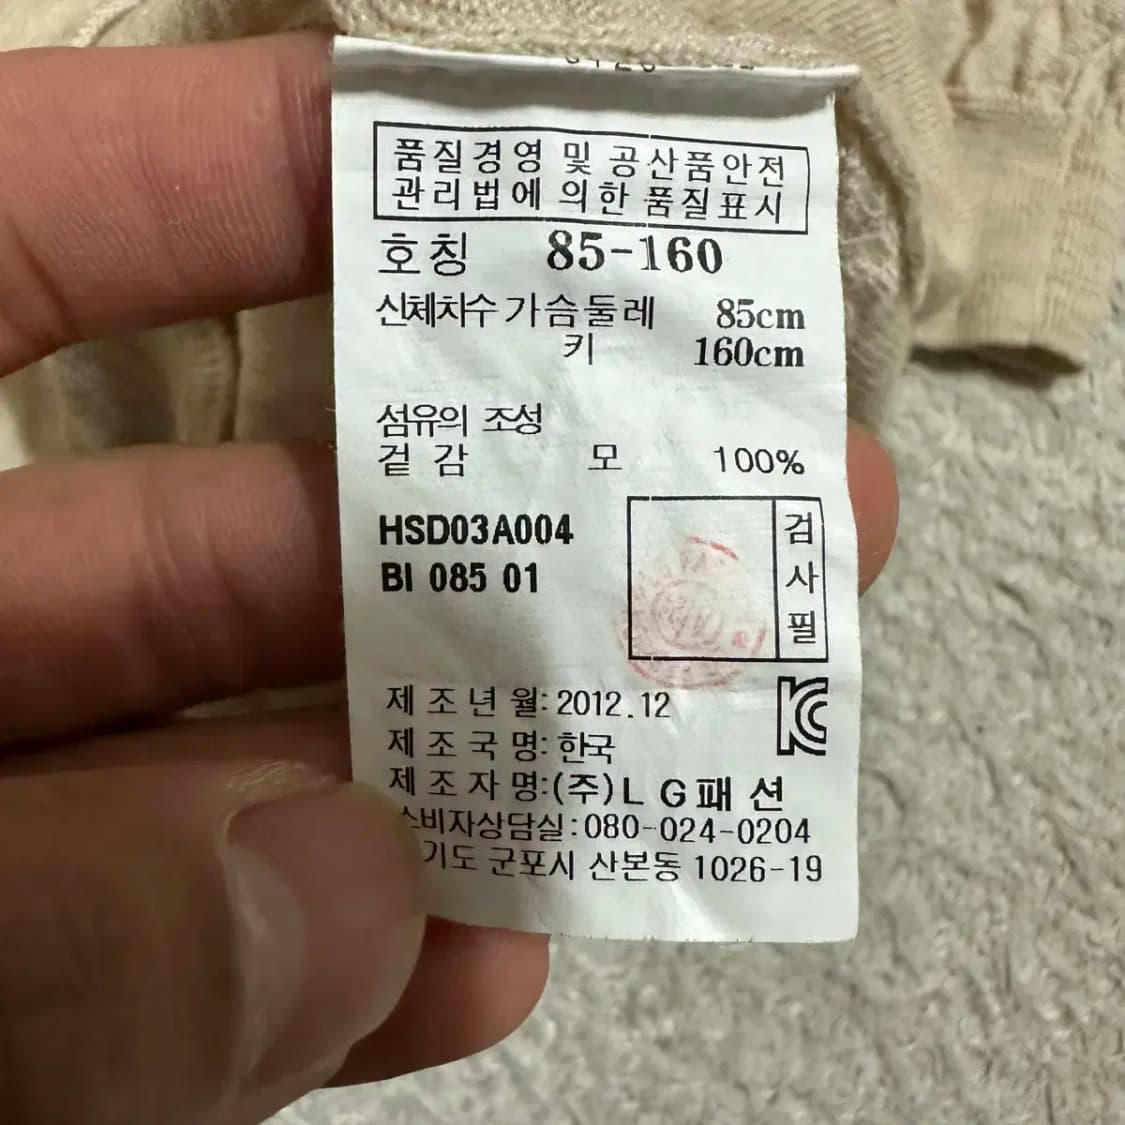 품질경영 및 공산품안전
관리법에 의한 품질표시
호칭 85-160
신체차수 가슴둘레 85cm
키 160cm
섬유의 조성
겉감 모 100%
HSD03A004
BI 085 01
검사필
제조년월: 2012.12
제조국명: 한국
제조자명:(주)LG패션
소비자상담실:080-024-0204
기도 군포시 산본동 1026-19